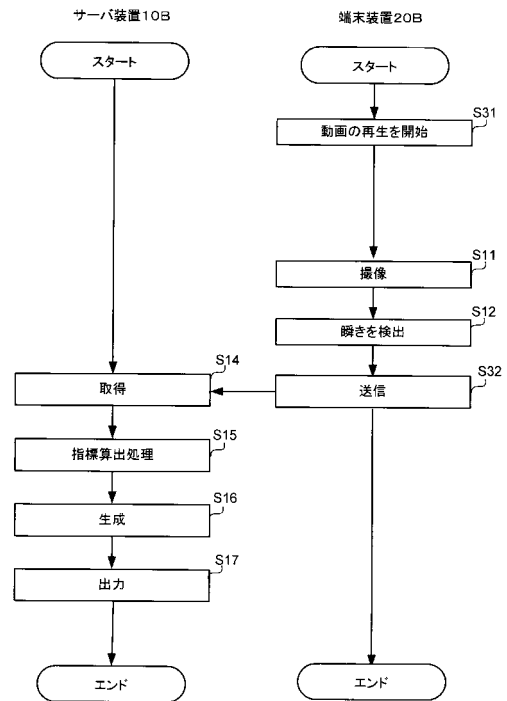 サーバ装置10B
端末装置20B
スタート
スタート
S31
動画の再生を開始
S11
撮像
S12
瞬きを検出
S14
取得
S32
送信
S15
指標算出処理
S16
生成
S17
出力
エンド
エンド